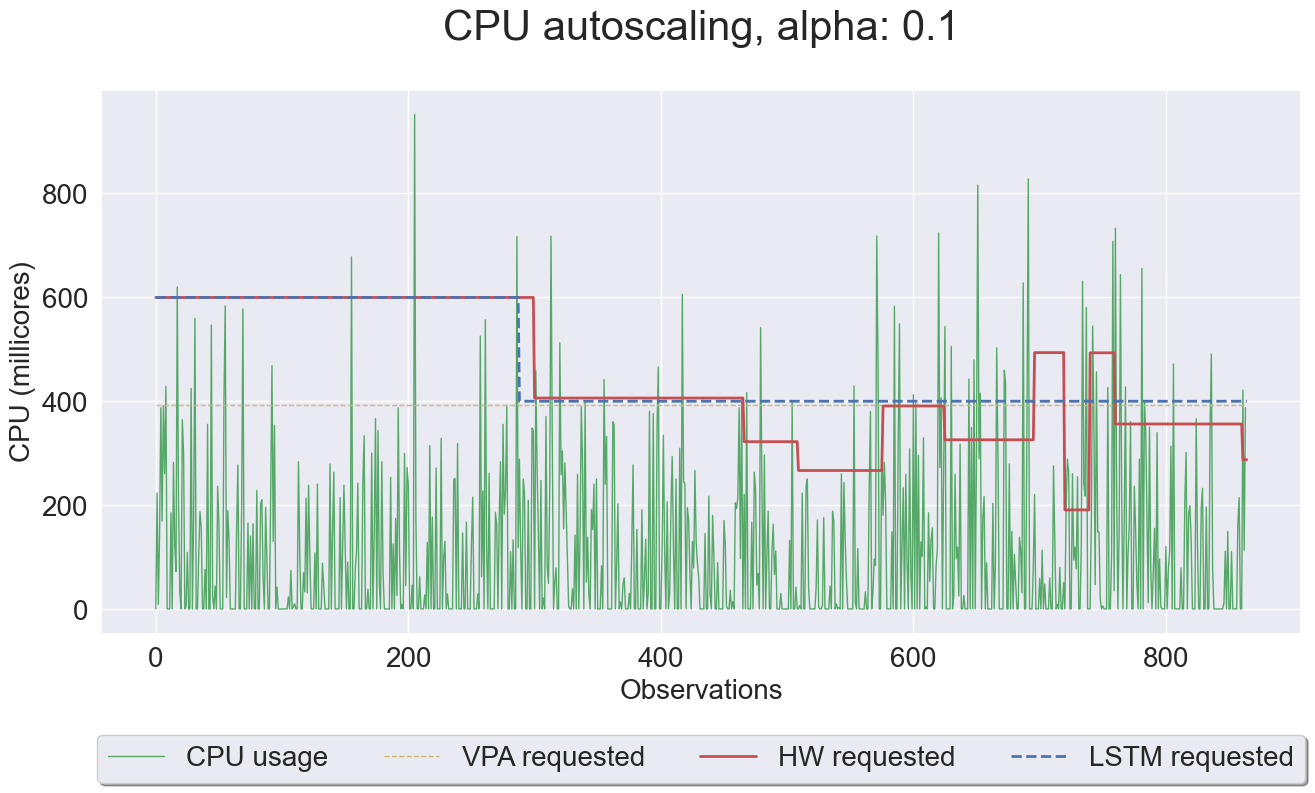 CPU autoscaling, alpha: 0.1
CPU (millicores)
800
600
400
200
0
0 200 400 600 800
Observations
CPU usage VPA requested HW requested LSTM requested